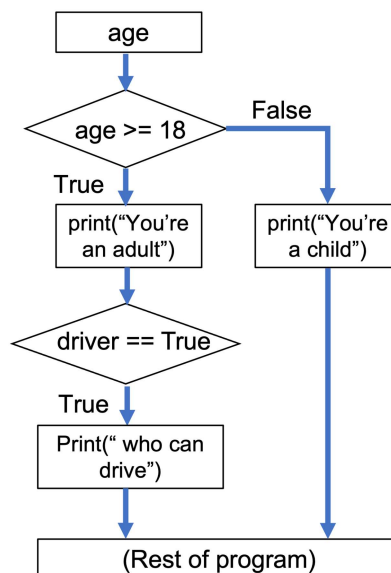 age
False
age >= 18
True
print(“You’re
an adult”)
print(“You’re
a child”)
driver == True
True
Print(“ who can
drive”)
(Rest of program)